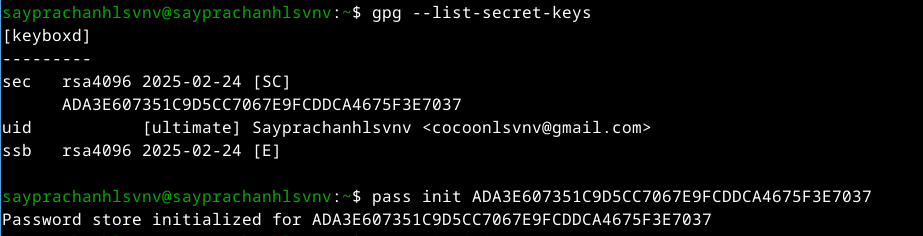 sayprachanhlsvnv@sayprachanhlsvnv:~$ gpg --list-secret-keys
[keyboxd]
---------
sec   rsa4096 2025-02-24 [SC]
      ADA3E607351C9D5CC7067E9FCDDCA4675F3E7037
uid           [ultimate] Sayprachanhlsvnv <cocoonlsvnv@gmail.com>
ssb   rsa4096 2025-02-24 [E]

sayprachanhlsvnv@sayprachanhlsvnv:~$ pass init ADA3E607351C9D5CC7067E9FCDDCA4675F3E7037
Password store initialized for ADA3E607351C9D5CC7067E9FCDDCA4675F3E7037